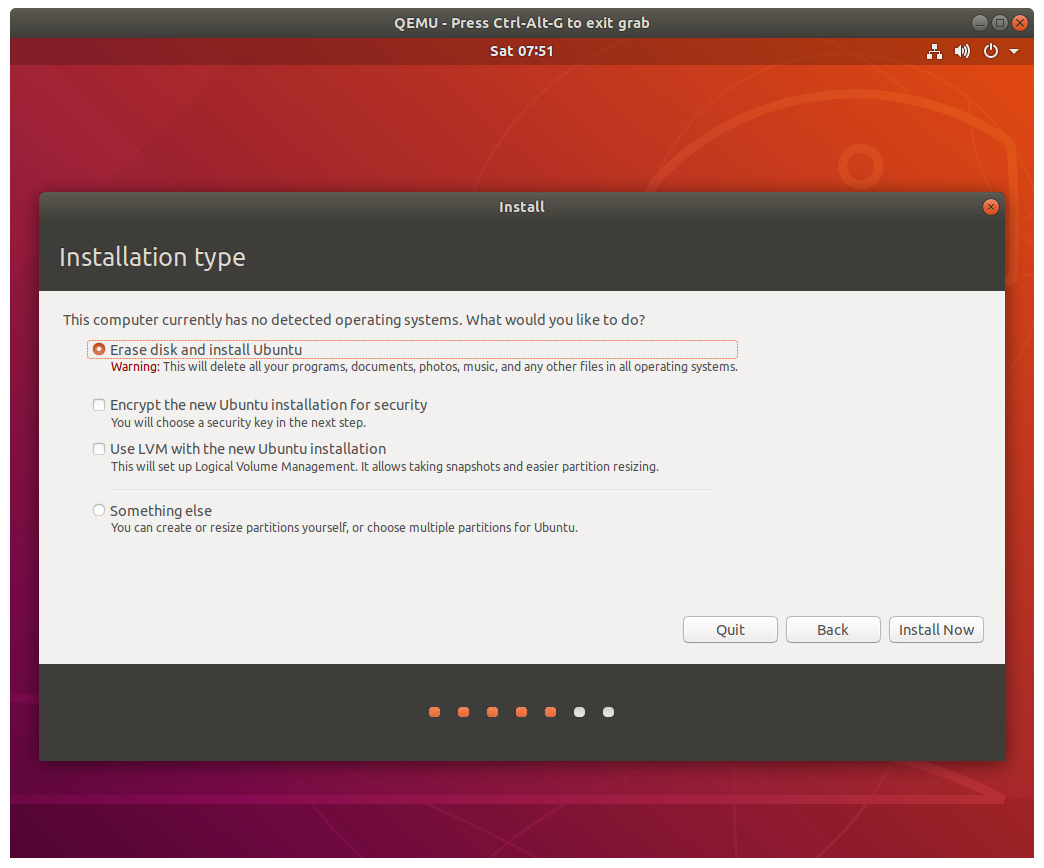 QEMU - Press Ctrl-Alt-G to exit grab
Sat 07:51
Install
Installation type
This computer currently has no detected operating systems. What would you like to do?
Erase disk and install Ubuntu
Warning: This will delete all your programs, documents, photos, music, and any other files in all operating systems.
Encrypt the new Ubuntu installation for security
You will choose a security key in the next step.
Use LVM with the new Ubuntu installation
This will set up Logical Volume Management. It allows taking snapshots and easier partition resizing.
Something else
You can create or resize partitions yourself, or choose multiple partitions for Ubuntu.
Quit Back Install Now